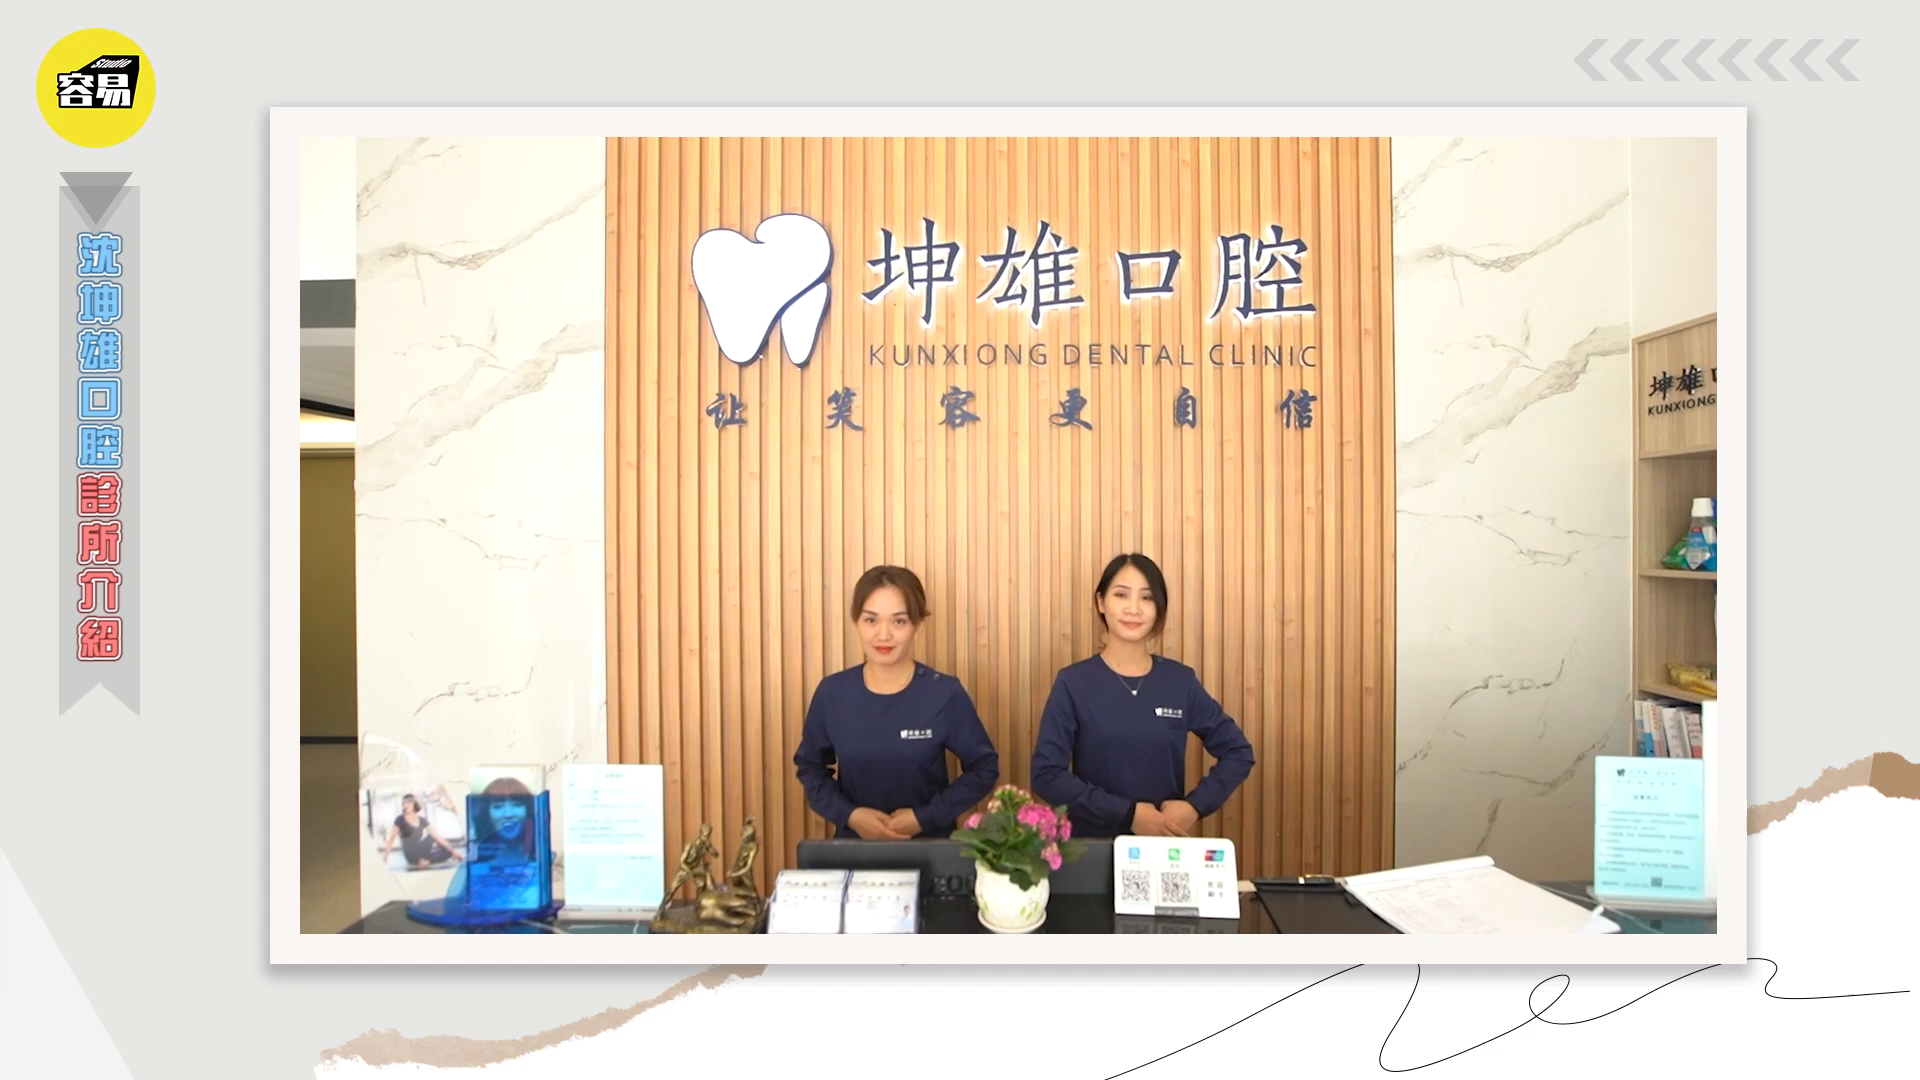 Studio
容易
沈坤雄口腔診所介紹
坤雄口腔
KUNXIONG DENTAL CLINIC
让笑容更自信
坤雄口
KUNXIONG